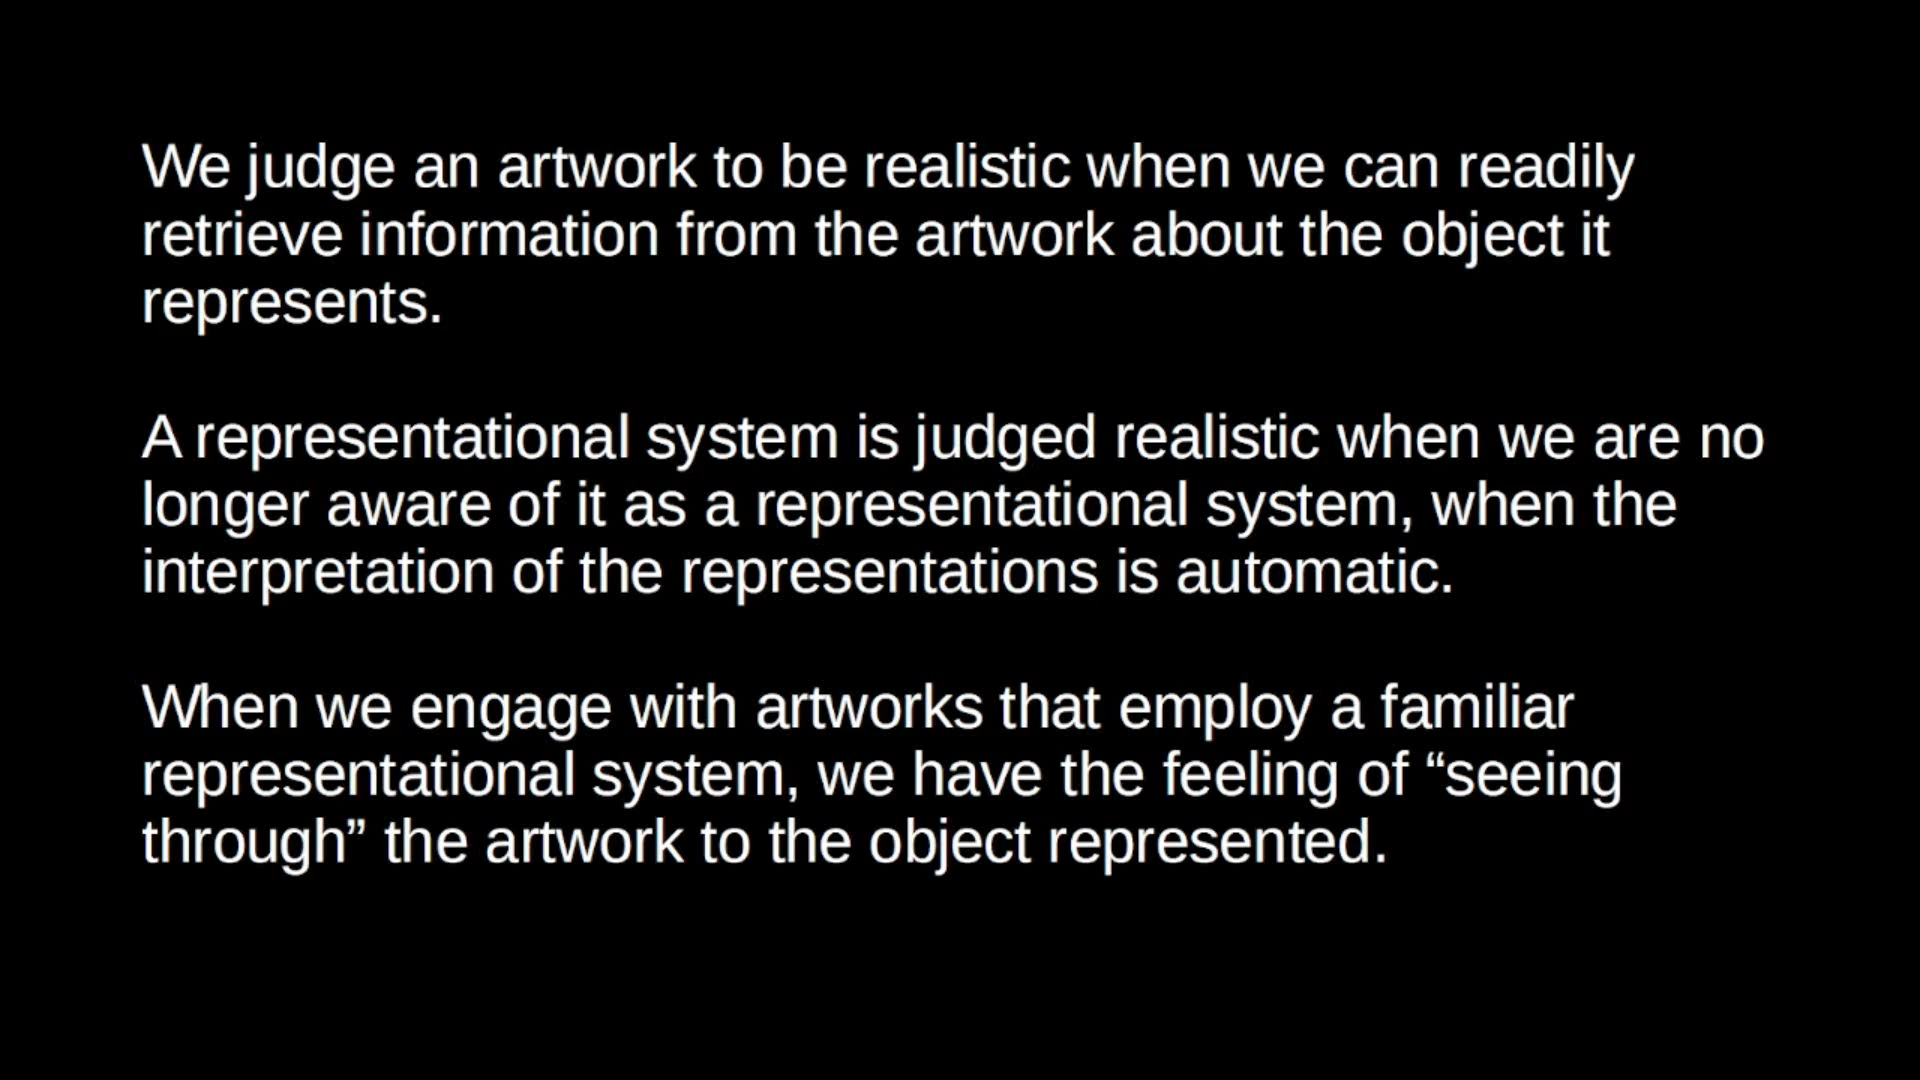 We judge an artwork to be realistic when we can readily
retrieve information from the artwork about the object it
represents.
A representational system is judged realistic when we are no
longer aware of it as a representational system, when the
interpretation of the representations is automatic.
When we engage with artworks that employ a familiar
representational system, we have the feeling of “seeing
through” the artwork to the object represented.